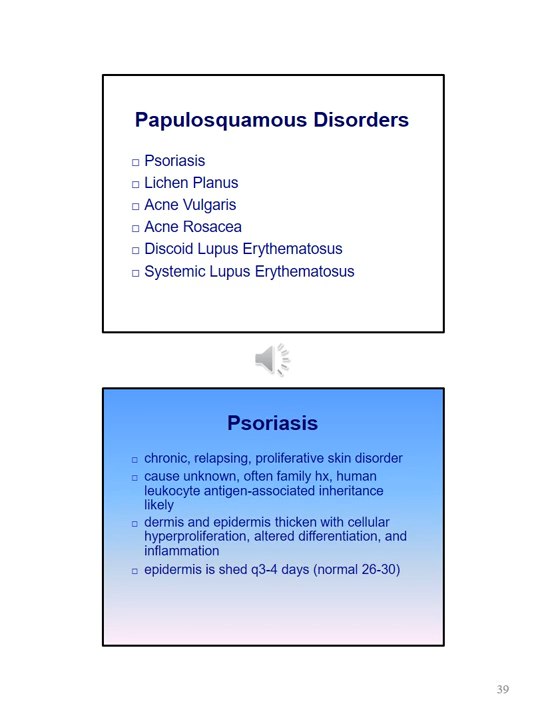 Papulosquamous Disorders
□ Psoriasis
□ Lichen Planus
□ Acne Vulgaris
□ Acne Rosacea
□ Discoid Lupus Erythematosus
□ Systemic Lupus Erythematosus
Psoriasis
□ chronic, relapsing, proliferative skin disorder
□ cause unknown, often family hx, human
leukocyte antigen-associated inheritance
likely
□ dermis and epidermis thicken with cellular
hyperproliferation, altered differentiation, and
inflammation
□ epidermis is shed q3-4 days (normal 26-30)
39